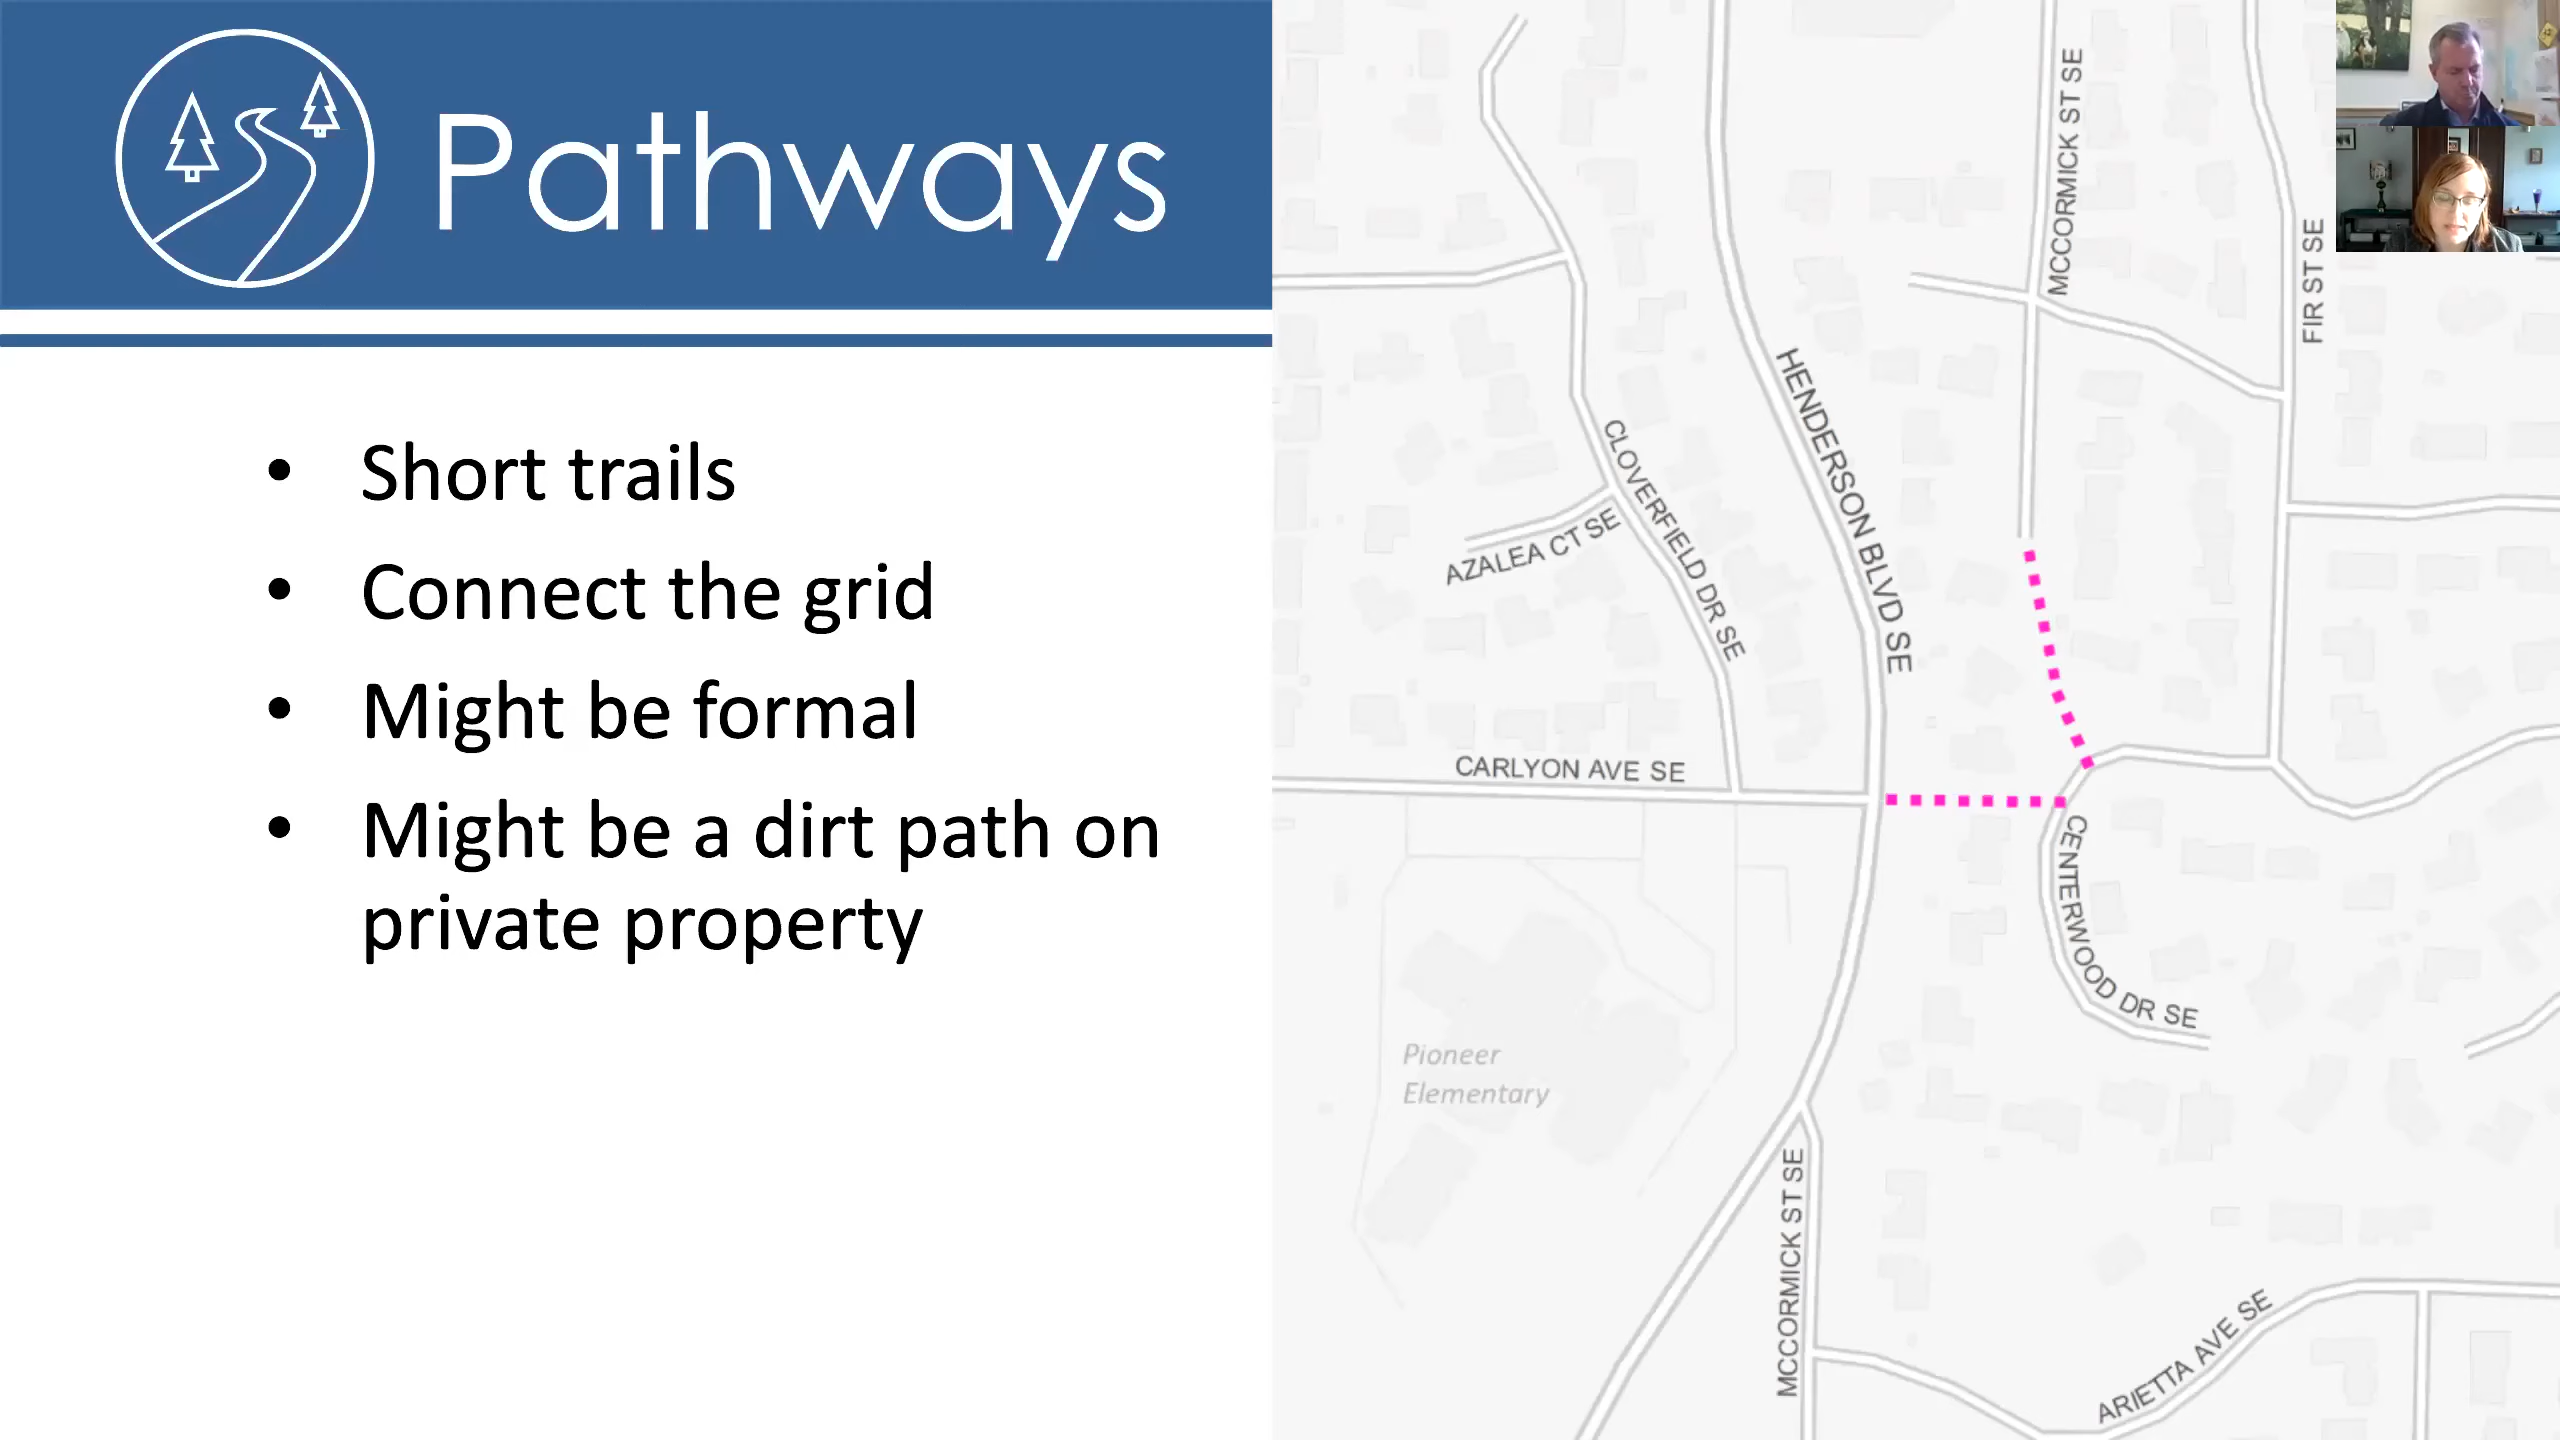 Pathways
• Short trails
• Connect the grid
• Might be formal
• Might be a dirt path on
private property
MCCORMICK ST SE
FIR ST SE
HENDERSON BLVD SE
CLOVERFIELD DR SE
AZALEA CT SE
CARLYON AVE SE
CENTERWOOD DR SE
Pioneer
Elementary
MCCORMICK ST SE
ARIETTA AVE SE